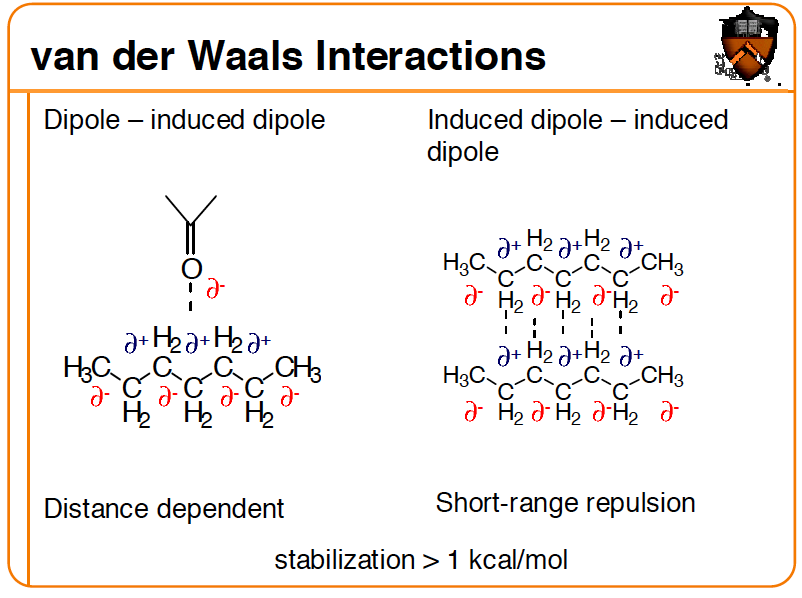 van der Waals Interactions
Dipole – induced dipole
Induced dipole – induced
dipole
O
∂-
∂+ H2 ∂+ H2 ∂+
H3C C C CH3
C C C
∂- ∂- ∂- ∂-
H2 H2 H2
∂+ H2 ∂+ H2 ∂+
H3C C C CH3
C C C
∂- H2 ∂- H2 ∂- H2 ∂-
∂+ H2 ∂+ H2 ∂+
H3C C C CH3
C C C
∂- H2 ∂- H2 ∂- H2 ∂-
Distance dependent
Short-range repulsion
stabilization > 1 kcal/mol